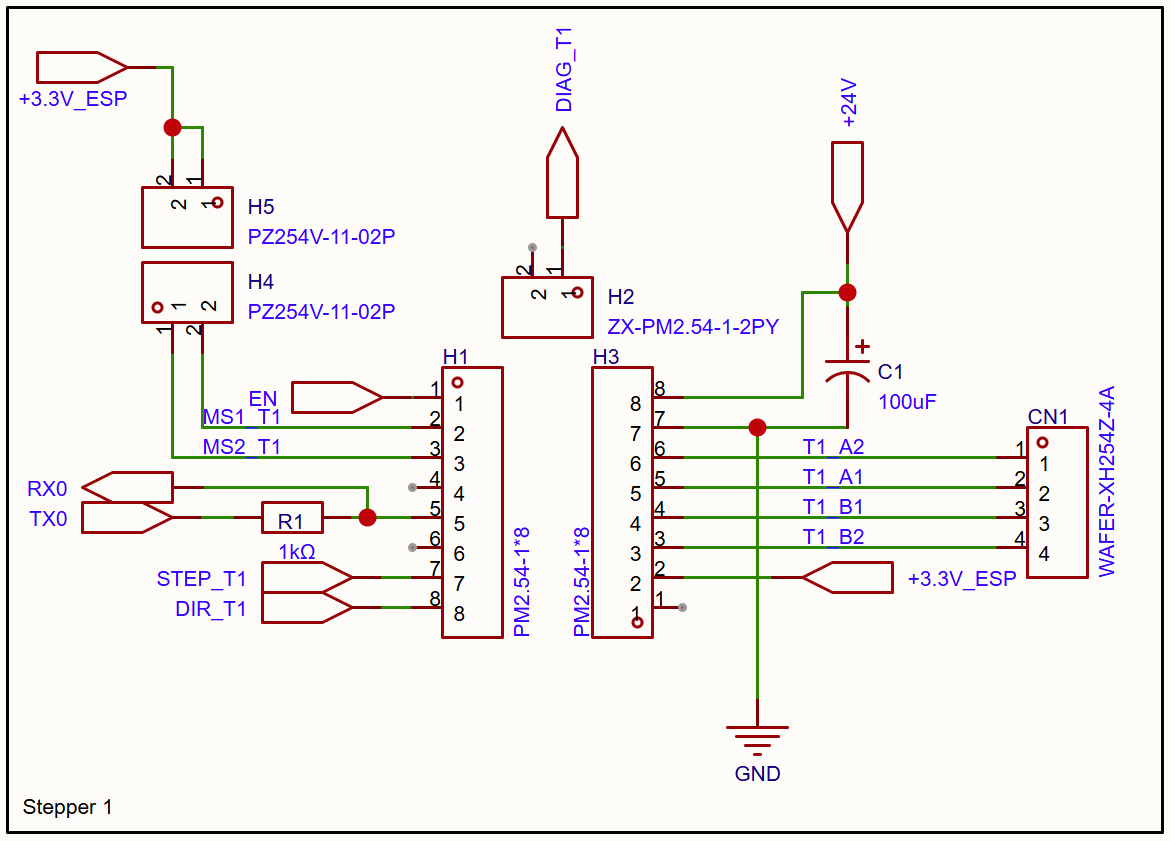 DIAG_T1
+24V
+3.3V_ESP
2 1
2 1
H5
PZ254V-11-02P
H4
PZ254V-11-02P
1 2
1 2
2 1
2 1
H2
ZX-PM2.54-1-2PY
H1
EN
MS1_T1
MS2_T1
RX0
TX0
R1
1kΩ
STEP_T1
DIR_T1
1 1
2 2
3 3
4 4
5 5
6 6
7 7
8 8
PM2.54-1*8
H3
PM2.54-1*8
8 8
7 7
6 6
5 5
4 4
3 3
2 2
1 1
+
C1
100uF
T1_A2
T1_A1
T1_B1
T1_B2
+3.3V_ESP
CN1
1 1
2 2
3 3
4 4
WAFER-XH254Z-4A
GND
Stepper 1